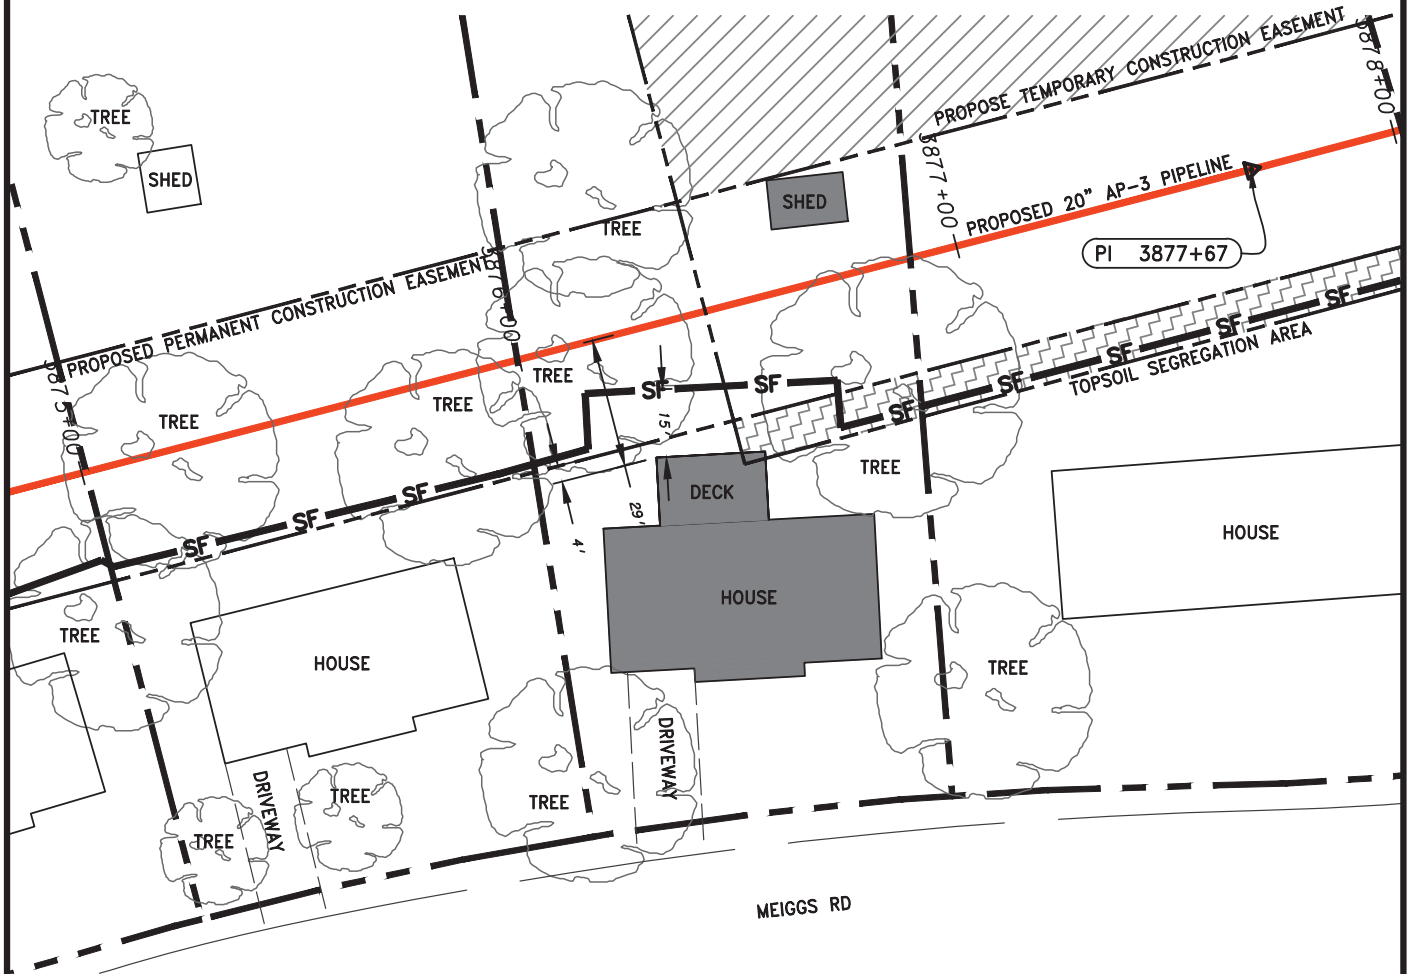 PROPOSE TEMPORARY CONSTRUCTION EASEMENT
3878+00
TREE
SHED
3877+00
PROPOSED 20" AP-3 PIPELINE
SHED
TREE
PI 3877+67
PROPOSED PERMANENT CONSTRUCTION EASEMENT
3876+00
SF
SF
SF
TOPSOIL SEGREGATION AREA
3875+00
TREE
TREE
TREE
SF
SF
SF
SF
15'
TREE
SF
DECK
SF
29'
4'
SF
HOUSE
HOUSE
TREE
HOUSE
TREE
DRIVEWAY
DRIVEWAY
TREE
TREE
TREE
MEIGGS RD